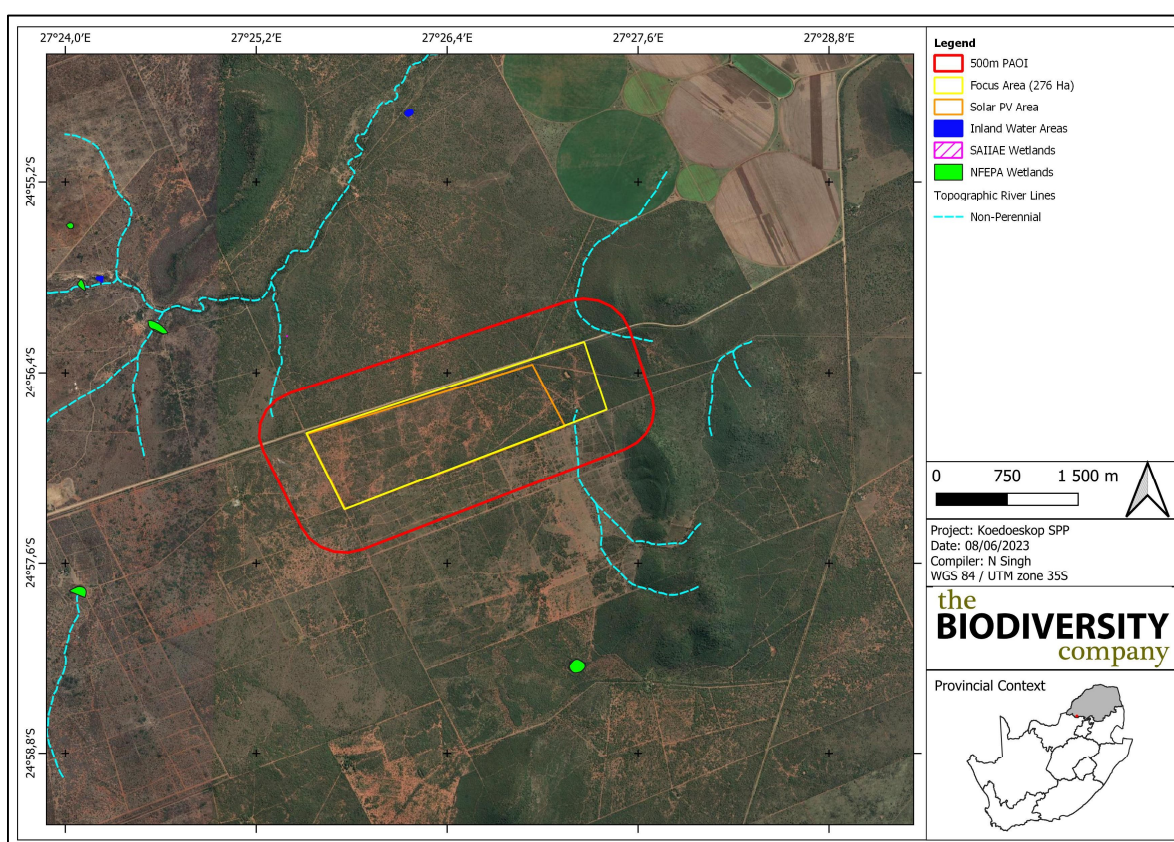 27°24,0'E 27°25,2'E 27°26,4'E 27°27,6'E 27°28,8'E
24°55,2'S
24°56,4'S
24°57,6'S
24°58,8'S
Legend
500m PAOI
Focus Area (276 Ha)
Solar PV Area
Inland Water Areas
SAIIAE Wetlands
NFEPA Wetlands
Topographic River Lines
Non-Perennial
0 750 1 500 m
Project: Koedoeskop SPP
Date: 08/06/2023
Compiler: N Singh
WGS 84 / UTM zone 35S
the
BIODIVERSITY
company
Provincial Context